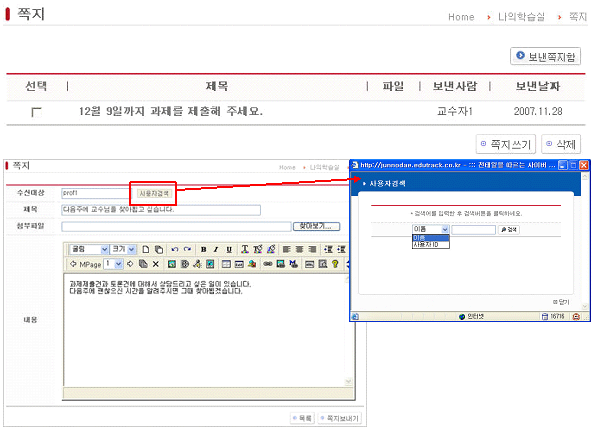 쪽지
Home 나의학습실 쪽지
보낸쪽지함
선택 제목 파일 보낸사람 보낸날짜
12월 9일까지 과제를 제출해 주세요. 교수자1 2007.11.28
쪽지쓰기 삭제
쪽지
Home 나의학습실
수신대상 prof1 사용자검색
제목 다음주에 교수님을 찾아뵙고 싶습니다.
첨부파일 찾아보기...
굴림 크기 B I U
MPage 1
내용
과제제출건과 토론건에 대해서 상담드리고 싶은 일이 있습니다.
다음주에 괜찮으신 시간을 알려주시면 그때 찾아뵙겠습니다.
목록 쪽지보내기
http://junnodae.edutrack.co.kr - ::: 전태일을 따르는 사이버 ...
사용자검색
검색어를 입력한 후 검색버튼을 클릭하세요.
이름 검색
이름
사용자ID
닫기
인터넷 16716